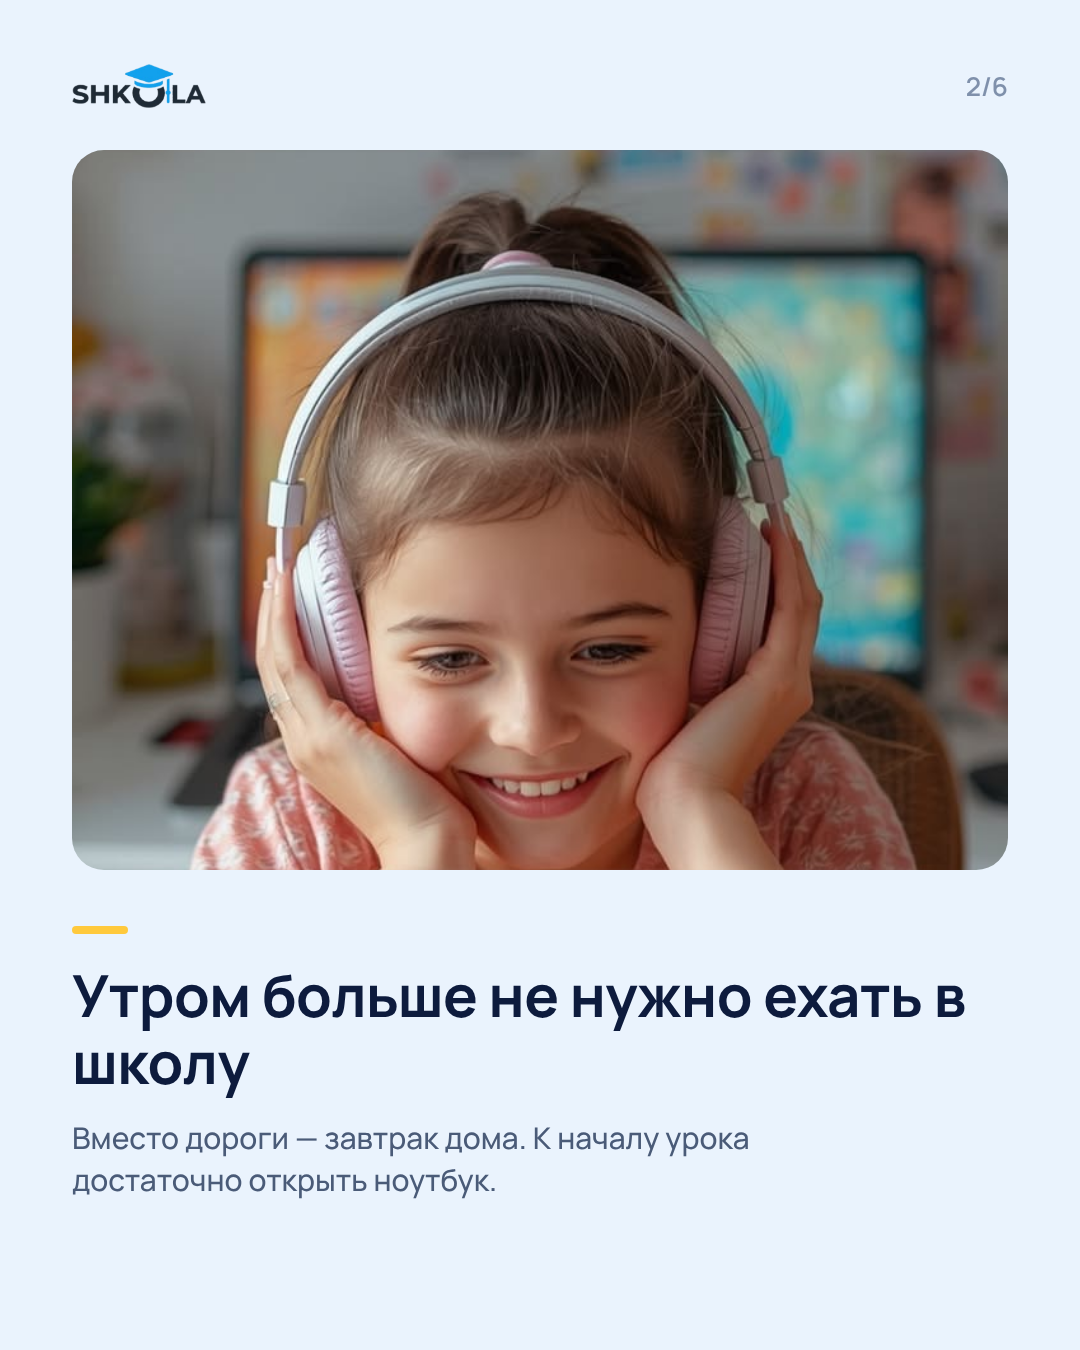 SHKOLA
2/6
Утром больше не нужно ехать в
школу
Вместо дороги — завтрак дома. К началу урока
достаточно открыть ноутбук.